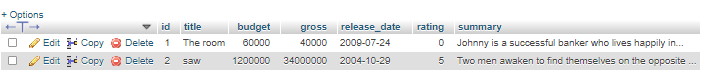 + Options
←T→ id title budget gross release_date rating summary
Edit Copy Delete 1 The room 60000 40000 2009-07-24 0 Johnny is a successful banker who lives happily in...
Edit Copy Delete 2 saw 1200000 34000000 2004-10-29 5 Two men awaken to find themselves on the opposite ...